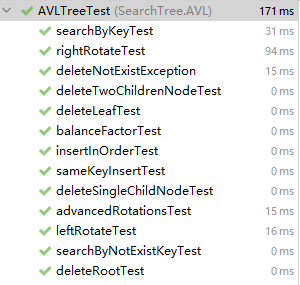 AVLTreeTest (SearchTree.AVL) 171 ms
searchByKeyTest 31 ms
rightRotateTest 94 ms
deleteNotExistException 15 ms
deleteTwoChildrenNodeTest 0 ms
deleteLeafTest 0 ms
balanceFactorTest 0 ms
insertInOrderTest 0 ms
sameKeyInsertTest 0 ms
deleteSingleChildNodeTest 0 ms
advancedRotationsTest 15 ms
leftRotateTest 16 ms
searchByNotExistKeyTest 0 ms
deleteRootTest 0 ms